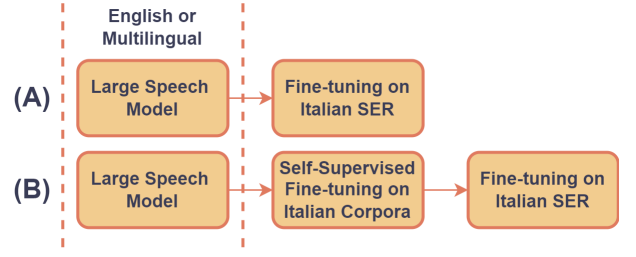 English or
Multilingual
(A)
Large Speech
Model
Fine-tuning on
Italian SER
(B)
Large Speech
Model
Self-Supervised
Fine-tuning on
Italian Corpora
Fine-tuning on
Italian SER